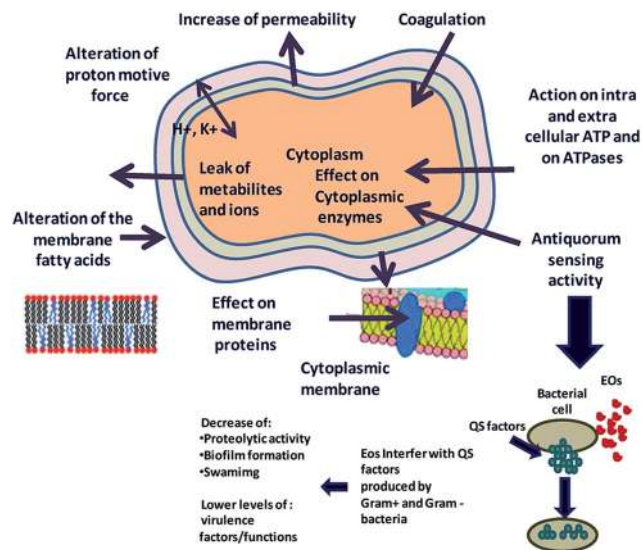 Increase of permeability
Coagulation
Alteration of
proton motive
force
H+, K+
Action on intra
and extra
cellular ATP and
on ATPases
Leak of
metabilites
and ions
Cytoplasm
Effect on
Cytoplasmic
enzymes
Alteration of the
membrane
fatty acids
Antiquorum
sensing
activity
Effect on
membrane
proteins
Cytoplasmic
membrane
Bacterial
cell
EOs
QS factors
Decrease of:
•Proteolytic activity
•Biofilm formation
•Swamimg
Lower levels of :
virulence
factors/functions
Eos Interfer with QS
factors
produced by
Gram+ and Gram -
bacteria